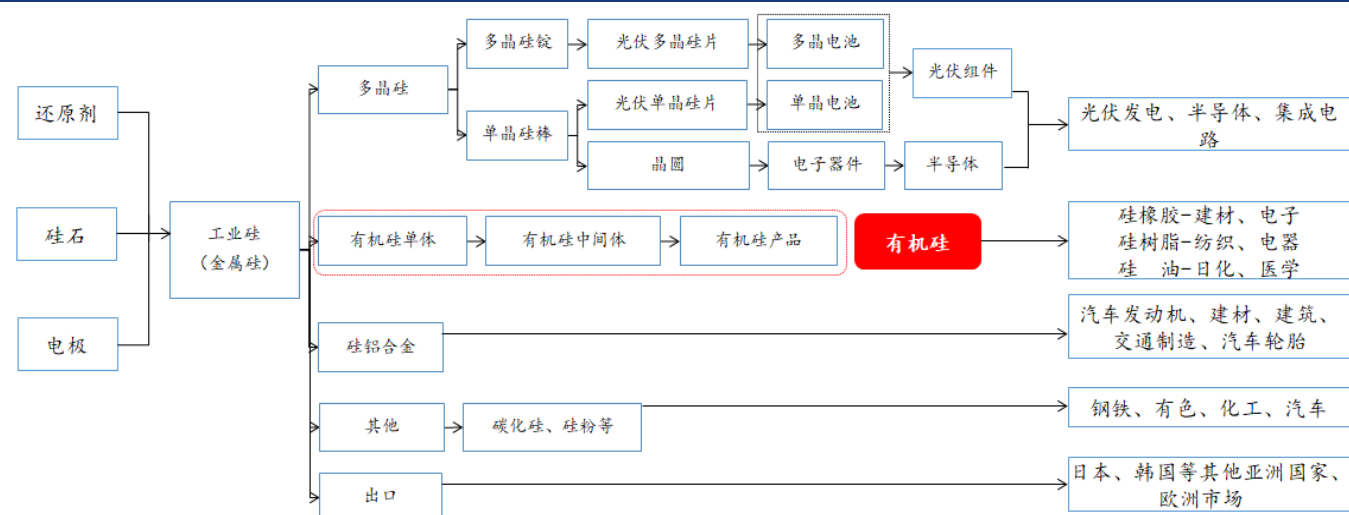 还原剂
硅石
电极
工业硅
（金属硅）
多晶硅
多晶硅锭
光伏多晶硅片
多晶电池
光伏组件
单晶硅棒
光伏单晶硅片
单晶电池
晶圆
电子器件
半导体
光伏发电、半导体、集成电
路
有机硅单体
有机硅中间体
有机硅产品
有机硅
硅橡胶-建材、电子
硅树脂-纺织、电器
硅 油-日化、医学
硅铝合金
汽车发动机、建材、建筑、
交通制造、汽车轮胎
其他
碳化硅、硅粉等
钢铁、有色、化工、汽车
出口
日本、韩国等其他亚洲国家、
欧洲市场